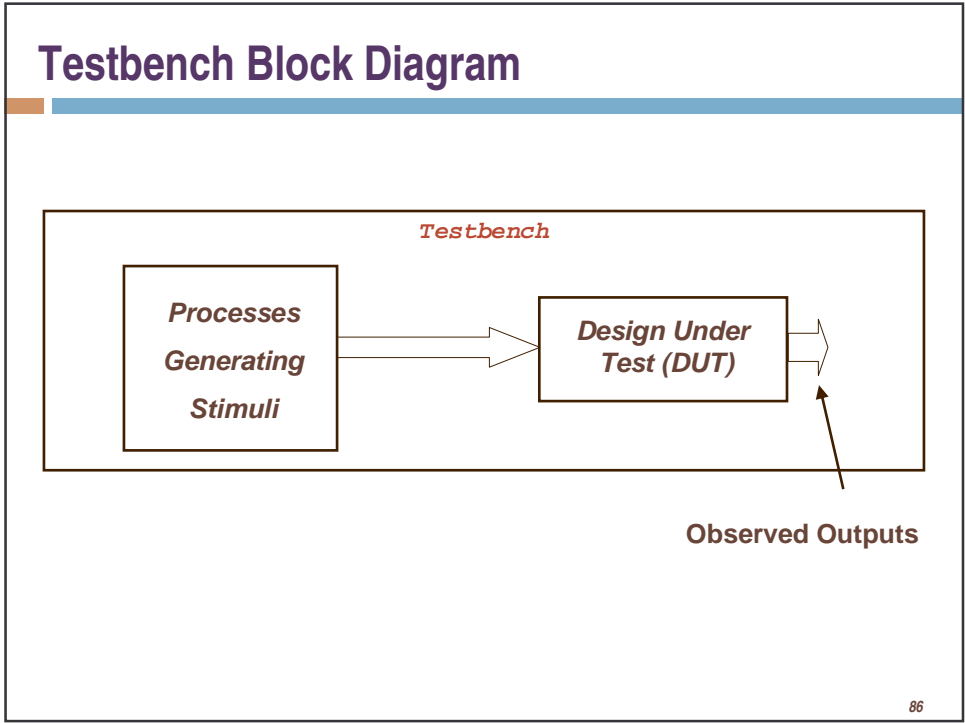 Testbench Block Diagram
Testbench
Processes
Generating
Stimuli
Design Under
Test (DUT)
Observed Outputs
86